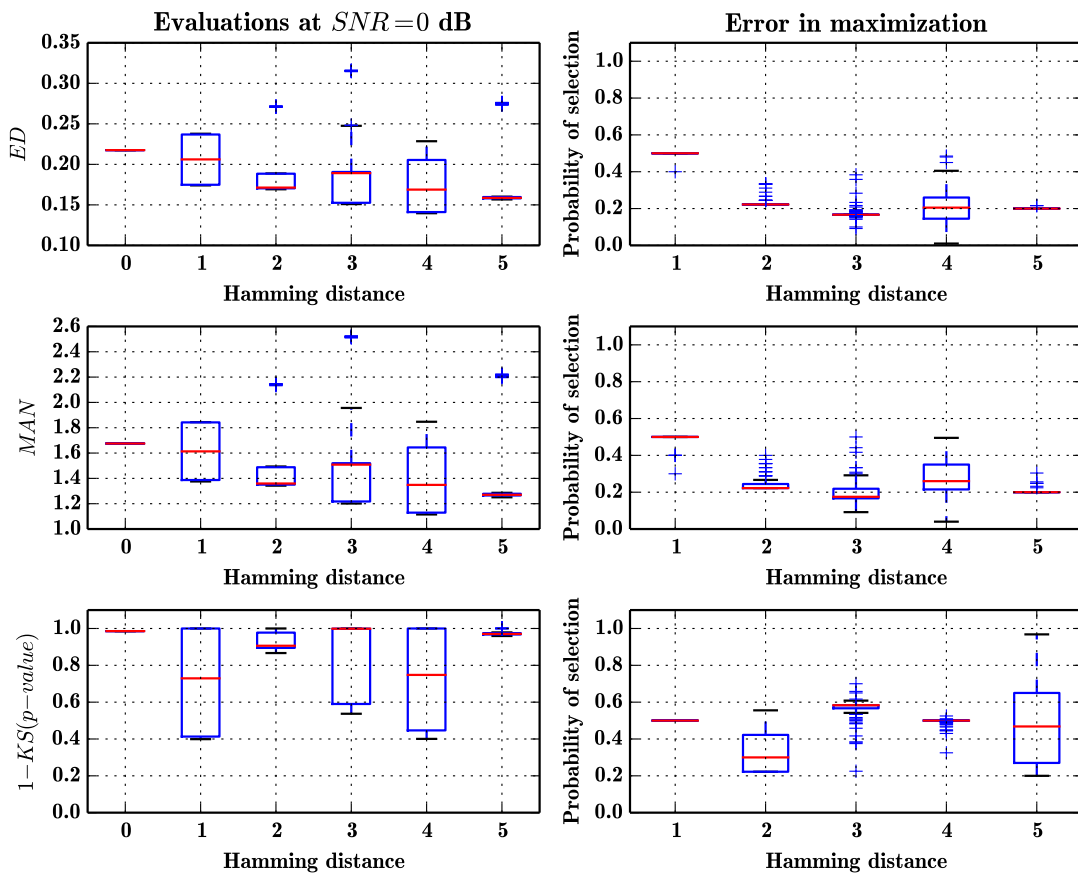 Evaluations at SNR=0 dB
Error in maximization
ED
0.35
0.30
0.25
0.20
0.15
0.10
0 1 2 3 4 5
Hamming distance
Probability of selection
1.0
0.8
0.6
0.4
0.2
0.0
1 2 3 4 5
Hamming distance
MAN
2.6
2.4
2.2
2.0
1.8
1.6
1.4
1.2
1.0
0 1 2 3 4 5
Hamming distance
Probability of selection
1.0
0.8
0.6
0.4
0.2
0.0
1 2 3 4 5
Hamming distance
1−KS(p−value)
1.0
0.8
0.6
0.4
0.2
0.0
0 1 2 3 4 5
Hamming distance
Probability of selection
1.0
0.8
0.6
0.4
0.2
0.0
1 2 3 4 5
Hamming distance